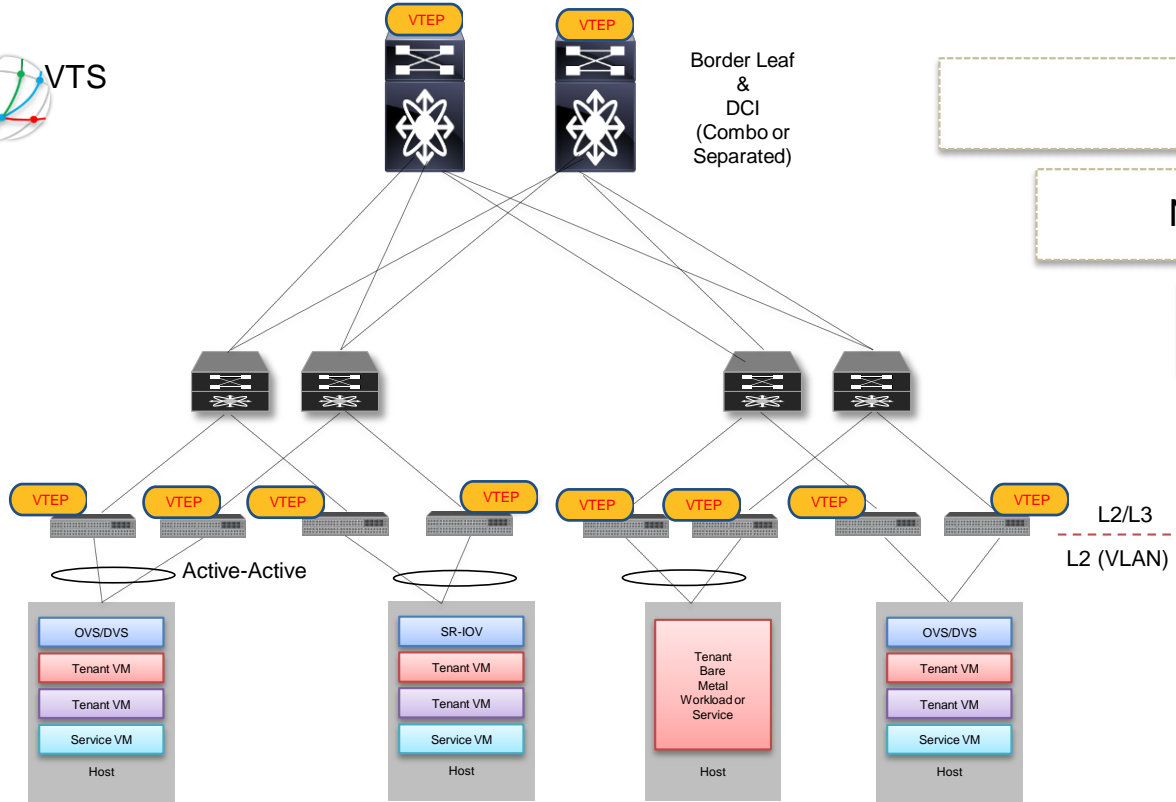 VTEP
VTEP
VTS
Border Leaf
&
DCI
(Combo or
Separated)
VTEP
VTEP
VTEP
VTEP
VTEP
VTEP
VTEP
VTEP
L2/L3
L2 (VLAN)
Active-Active
OVS/DVS
Tenant VM
Tenant VM
Service VM
Host
SR-IOV
Tenant VM
Tenant VM
Service VM
Host
Tenant
Bare
Metal
Workload or
Service
Host
OVS/DVS
Tenant VM
Tenant VM
Service VM
Host